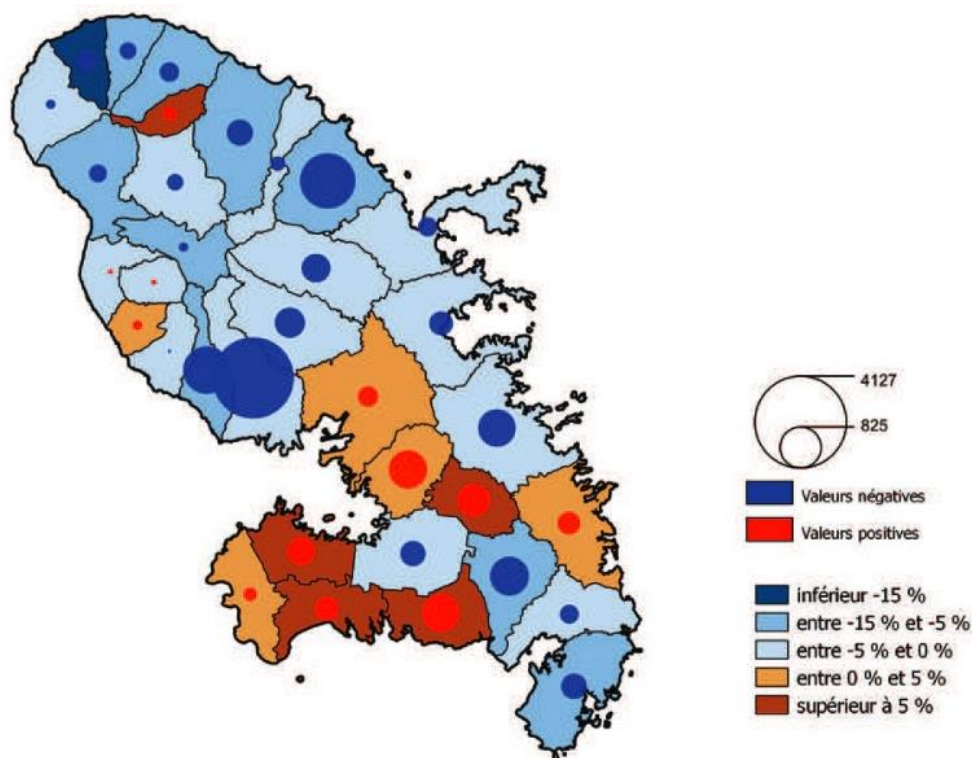 4127
825
Valeurs négatives
Valeurs positives
inférieur -15 %
entre -15 % et -5 %
entre -5 % et 0 %
entre 0 % et 5 %
supérieur à 5 %